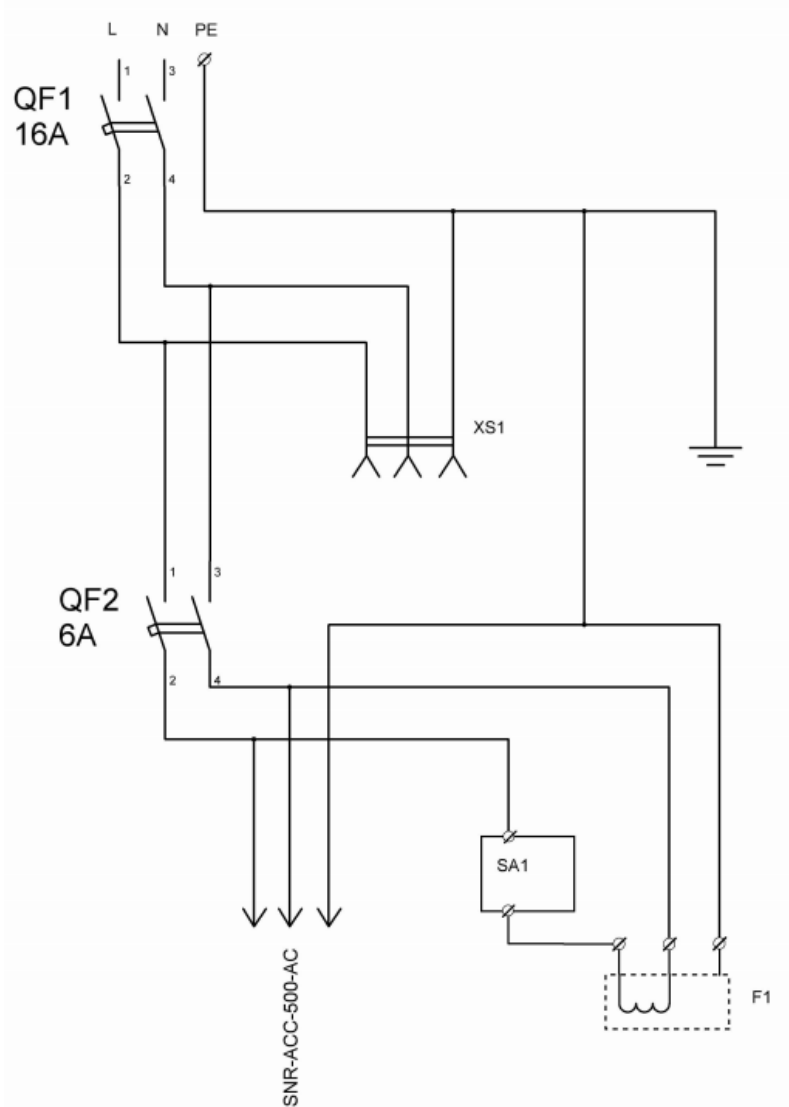 L N PE
1 3
QF1
16A
2 4
XS1
1 3
QF2
6A
2 4
SA1
SNR-ACC-500-AC
F1